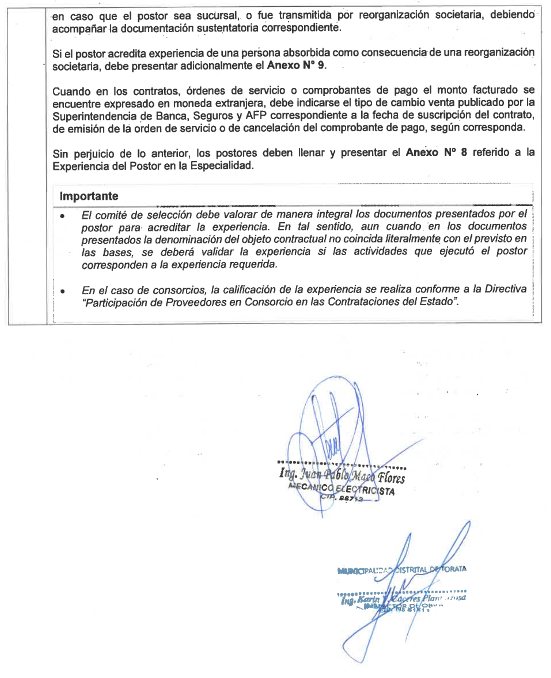 en caso que el postor sea sucursal, o fue transmitida por reorganización societaria, debiendo
acompañar la documentación sustentatoria correspondiente.
Si el postor acredita experiencia de una persona absorbida como consecuencia de una reorganización
societaria, debe presentar adicionalmente el Anexo N° 9.
Cuando en los contratos, órdenes de servicio o comprobantes de pago el monto facturado se
encuentre expresado en moneda extranjera, debe indicarse el tipo de cambio venta publicado por la
Superintendencia de Banca, Seguros y AFP correspondiente a la fecha de suscripción del contrato,
de emisión de la orden de servicio o de cancelación del comprobante de pago, según corresponda.
Sin perjuicio de lo anterior, los postores deben llenar y presentar el Anexo N° 8 referido a la
Experiencia del Postor en la Especialidad.
Importante
• El comité de selección debe valorar de manera integral los documentos presentados por el
postor para acreditar la experiencia. En tal sentido, aun cuando en los documentos
presentados la denominación del objeto contractual no coincida literalmente con el previsto en
las bases, se deberá validar la experiencia si las actividades que ejecutó el postor
corresponden a la experiencia requerida.
• En el caso de consorcios, la calificación de la experiencia se realiza conforme a la Directiva
“Participación de Proveedores en Consorcio en las Contrataciones del Estado”.
Ing. Juan Pablo Maco Flores
MECANICO ELECTRICISTA
MUNICIPALIDAD DISTRITAL DE TORATA
Ing. Karin Caceres